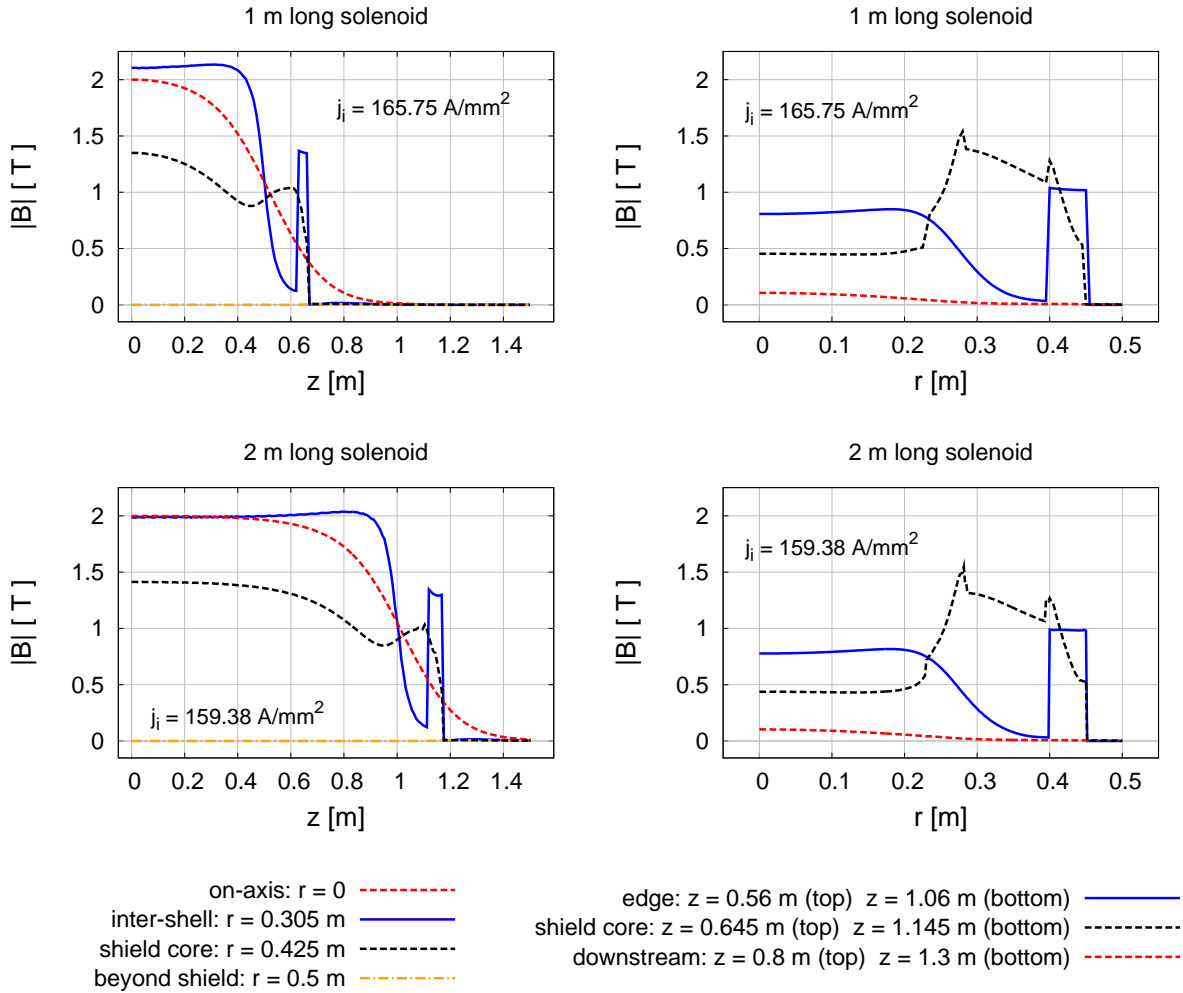 1 m long solenoid
|B| [ T ]
2
1.5
1
0.5
0
j_i = 165.75 A/mm^2
0 0.2 0.4 0.6 0.8 1 1.2 1.4
z [m]
1 m long solenoid
|B| [ T ]
2
1.5
1
0.5
0
j_i = 165.75 A/mm^2
0 0.1 0.2 0.3 0.4 0.5
r [m]
2 m long solenoid
|B| [ T ]
2
1.5
1
0.5
0
j_i = 159.38 A/mm^2
0 0.2 0.4 0.6 0.8 1 1.2 1.4
z [m]
2 m long solenoid
|B| [ T ]
2
1.5
1
0.5
0
j_i = 159.38 A/mm^2
0 0.1 0.2 0.3 0.4 0.5
r [m]
on-axis: r = 0
inter-shell: r = 0.305 m
shield core: r = 0.425 m
beyond shield: r = 0.5 m
edge: z = 0.56 m (top) z = 1.06 m (bottom)
shield core: z = 0.645 m (top) z = 1.145 m (bottom)
downstream: z = 0.8 m (top) z = 1.3 m (bottom)